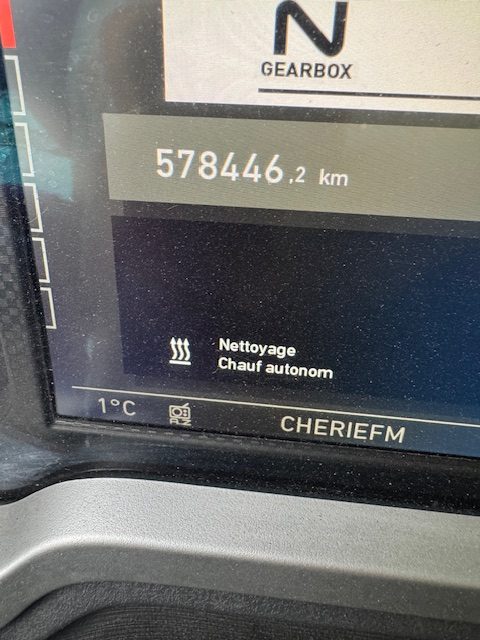 N
GEARBOX
578446,2 km
Nettoyage
Chauf autonom
1°C
CHERIEFM